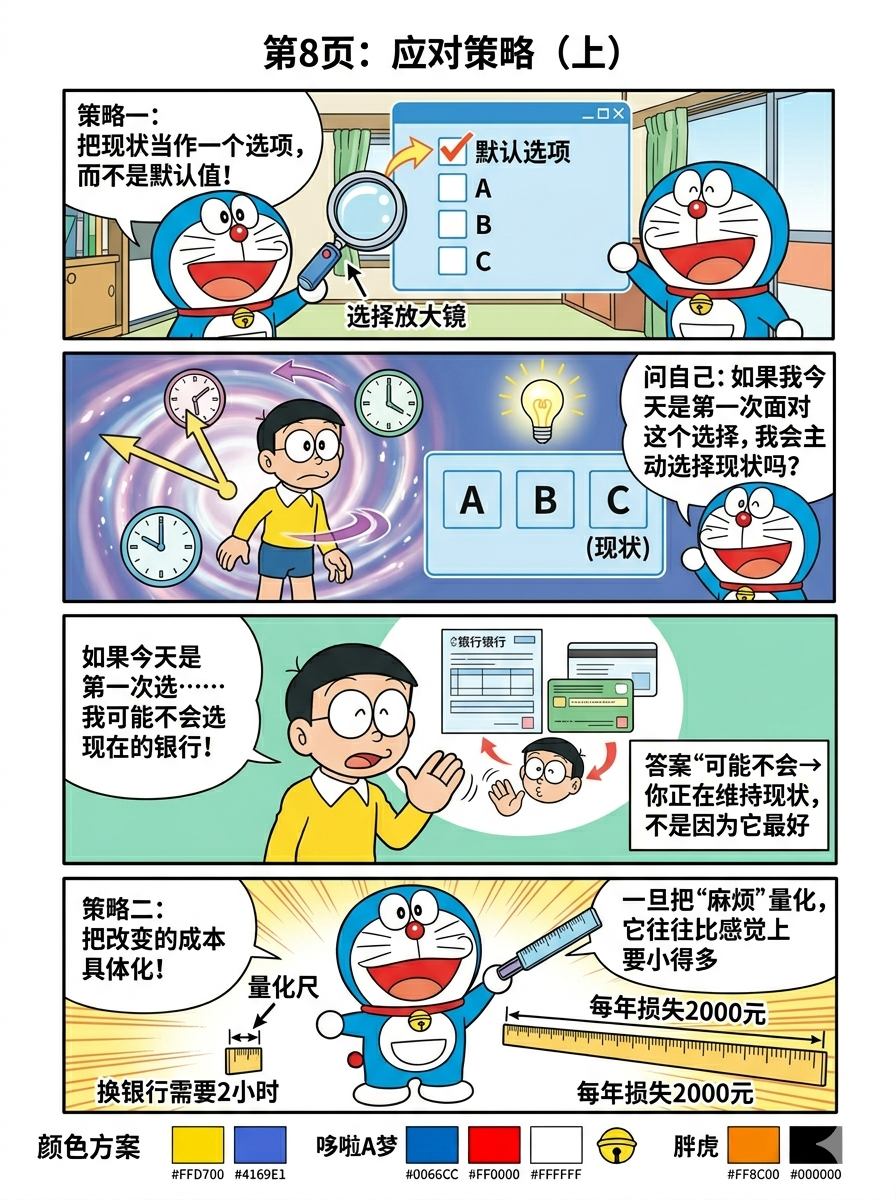 第8页：应对策略（上）
策略一：
把现状当作一个选项，
而不是默认值！
默认选项
A
B
C
选择放大镜
问自己：如果我今
天是第一次面对
这个选择，我会主
动选择现状吗？
A B C
(现状)
如果今天是
第一次选……
我可能不会选
现在的银行！
银行银行
答案“可能不会→
你正在维持现状，
不是因为它最好
策略二：
把改变的成本
具体化！
一旦把“麻烦”量化，
它往往比感觉上
要小得多
量化尺
换银行需要2小时
每年损失2000元
每年损失2000元
颜色方案
#FFD700 #4169E1
哆啦A梦
#0066CC #FF0000 #FFFFFF
胖虎
#FF8C00 #000000